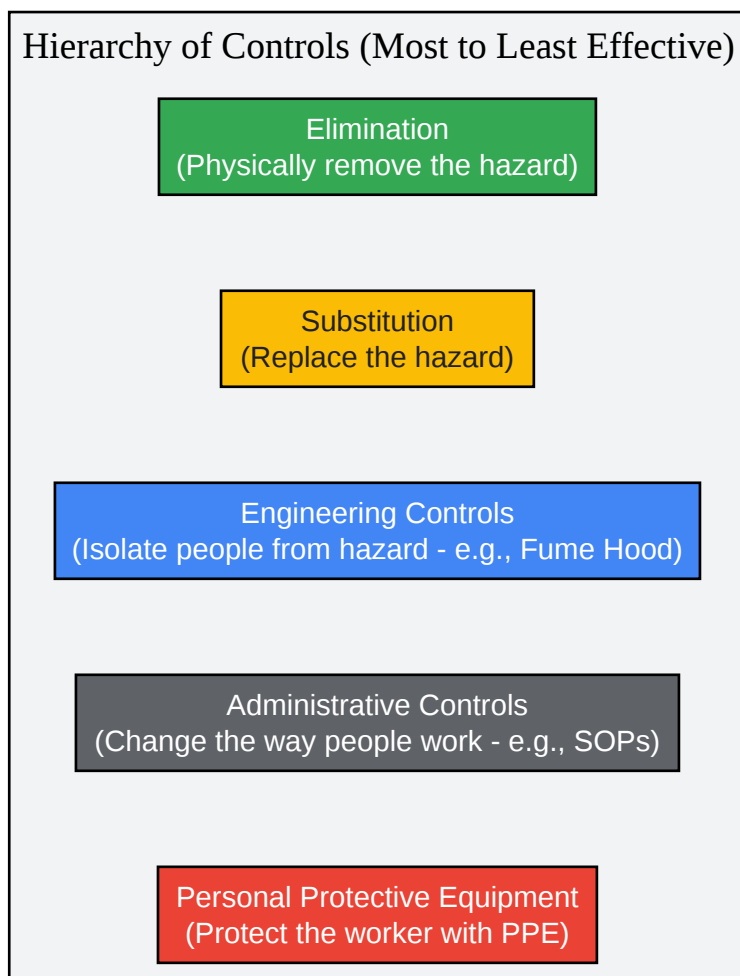 Hierarchy of Controls (Most to Least Effective)
Elimination
(Physically remove the hazard)
Substitution
(Replace the hazard)
Engineering Controls
(Isolate people from hazard - e.g., Fume Hood)
Administrative Controls
(Change the way people work - e.g., SOPs)
Personal Protective Equipment
(Protect the worker with PPE)